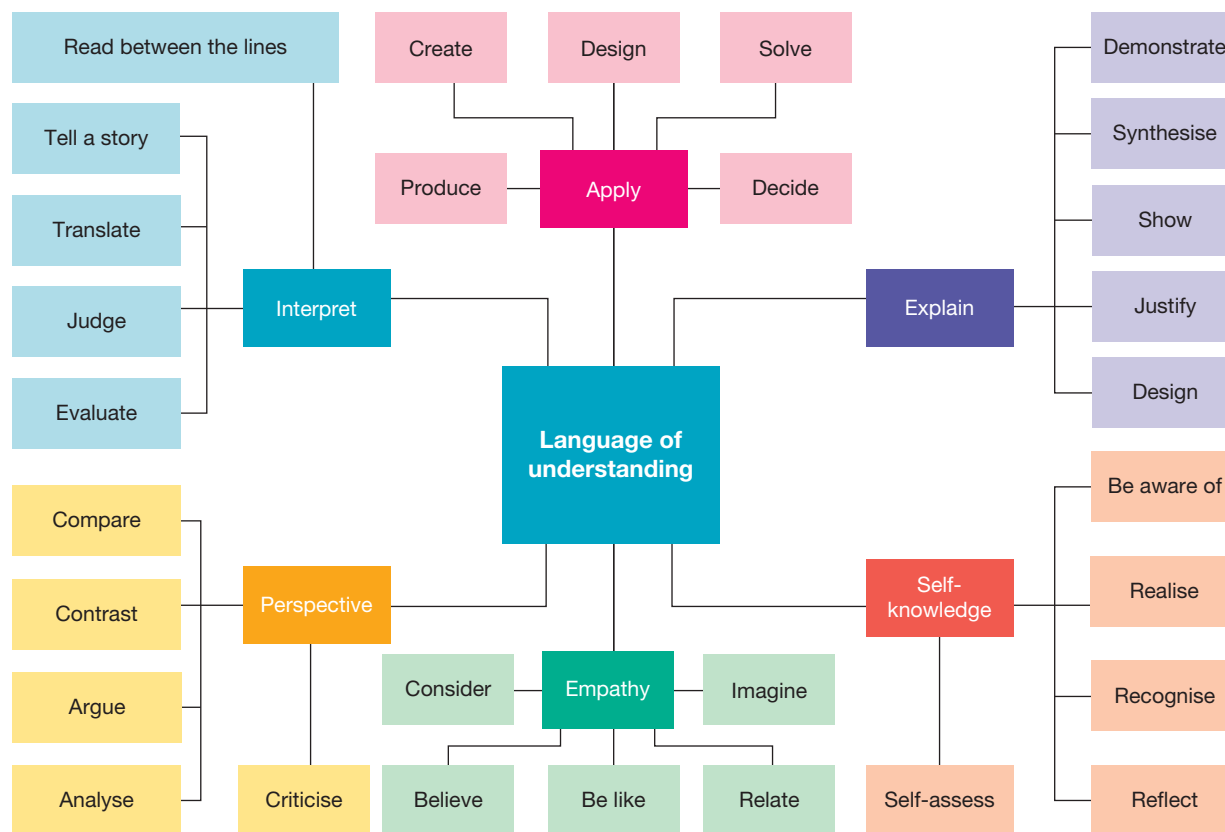 Read between the lines
Create
Design
Solve
Demonstrate
Tell a story
Synthesise
Produce
Apply
Decide
Translate
Show
Interpret
Explain
Judge
Justify
Evaluate
Design
Language of
understanding
Compare
Be aware of
Contrast
Perspective
Self-
knowledge
Realise
Consider
Empathy
Imagine
Argue
Recognise
Analyse
Criticise
Believe
Be like
Relate
Self-assess
Reflect